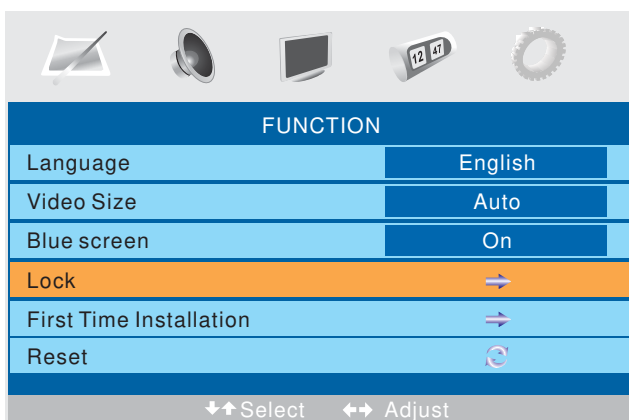 12 47
FUNCTION
Language English
Video Size Auto
Blue screen On
Lock
First Time Installation
Reset
Select Adjust